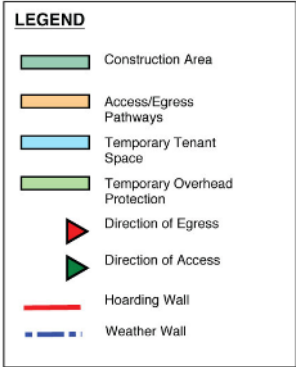 LEGEND
Construction Area
Access/Egress
Pathways
Temporary Tenant
Space
Temporary Overhead
Protection
Direction of Egress
Direction of Access
Hoarding Wall
Weather Wall